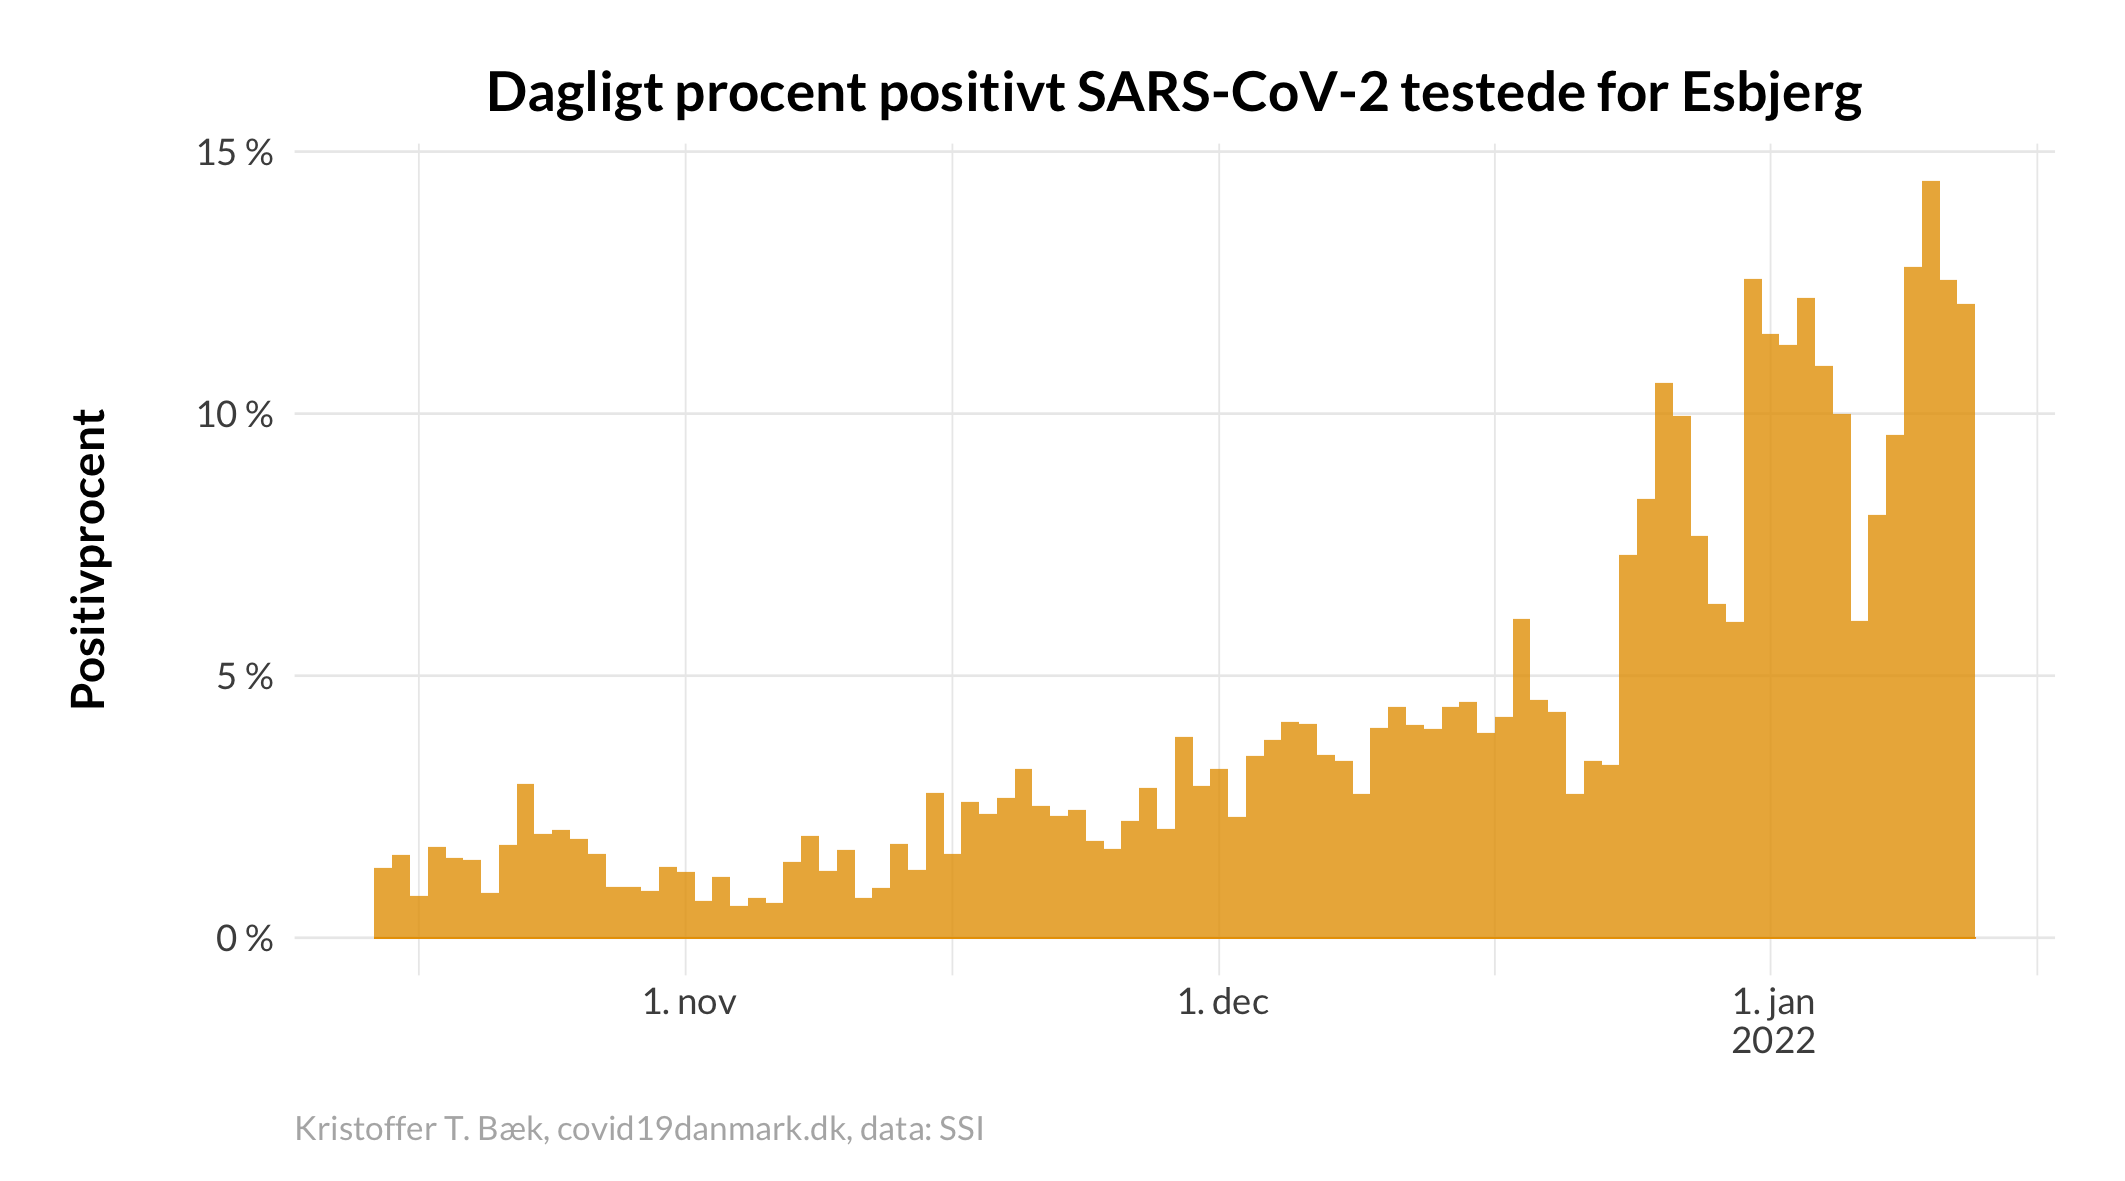 Dagligt procent positivt SARS-CoV-2 testede for Esbjerg
15 %
10 %
5 %
0 %
Positivprocent
1. nov
1. dec
1. jan
2022
Kristoffer T. Bæk, covid19danmark.dk, data: SSI